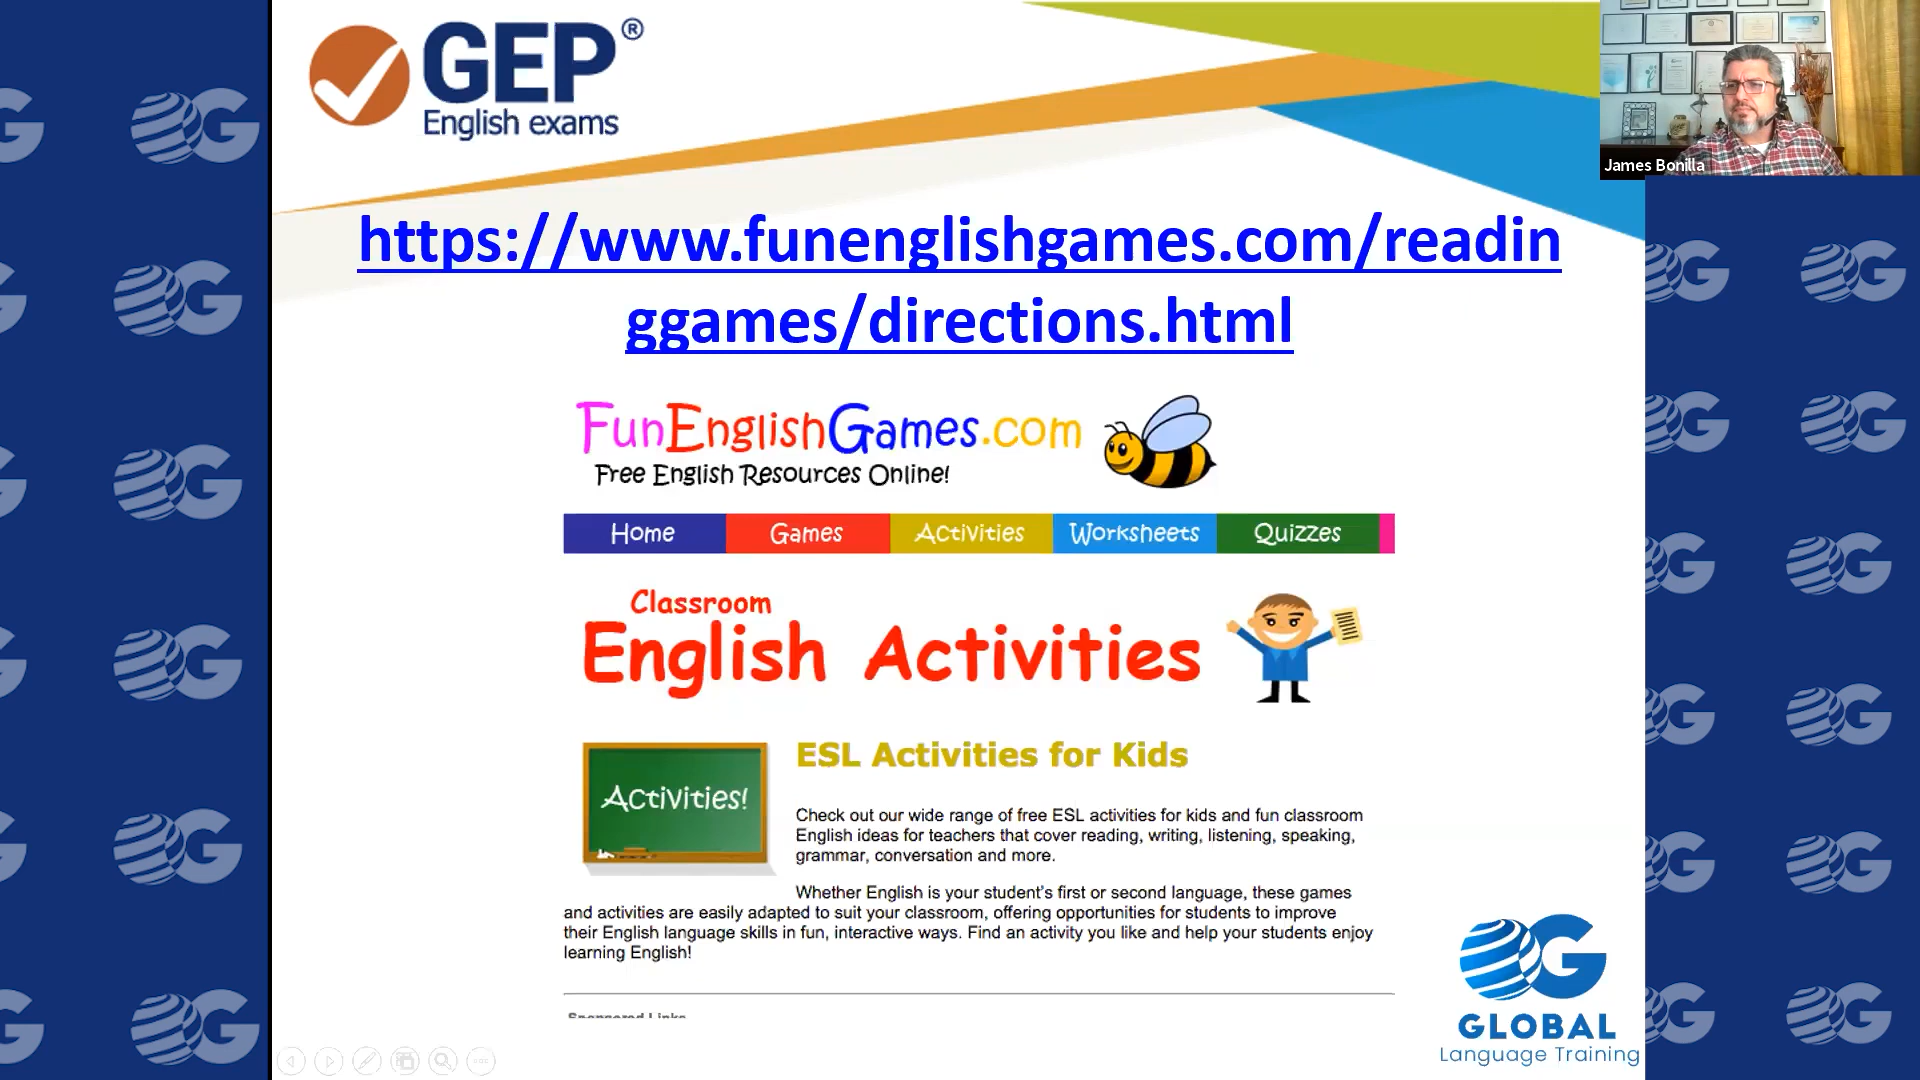 GEP®
English exams
James Bonilla
https://www.funenglishgames.com/readin
ggames/directions.html
FunEnglishGames.com
Free English Resources Online!
Home Games Activities Worksheets Quizzes
Classroom
English Activities
Activities!
ESL Activities for Kids
Check out our wide range of free ESL activities for kids and fun classroom
English ideas for teachers that cover reading, writing, listening, speaking,
grammar, conversation and more.
Whether English is your student's first or second language, these games
and activities are easily adapted to suit your classroom, offering opportunities for students to improve
their English language skills in fun, interactive ways. Find an activity you like and help your students enjoy
learning English!
Sponsored Links
GLOBAL
Language Training